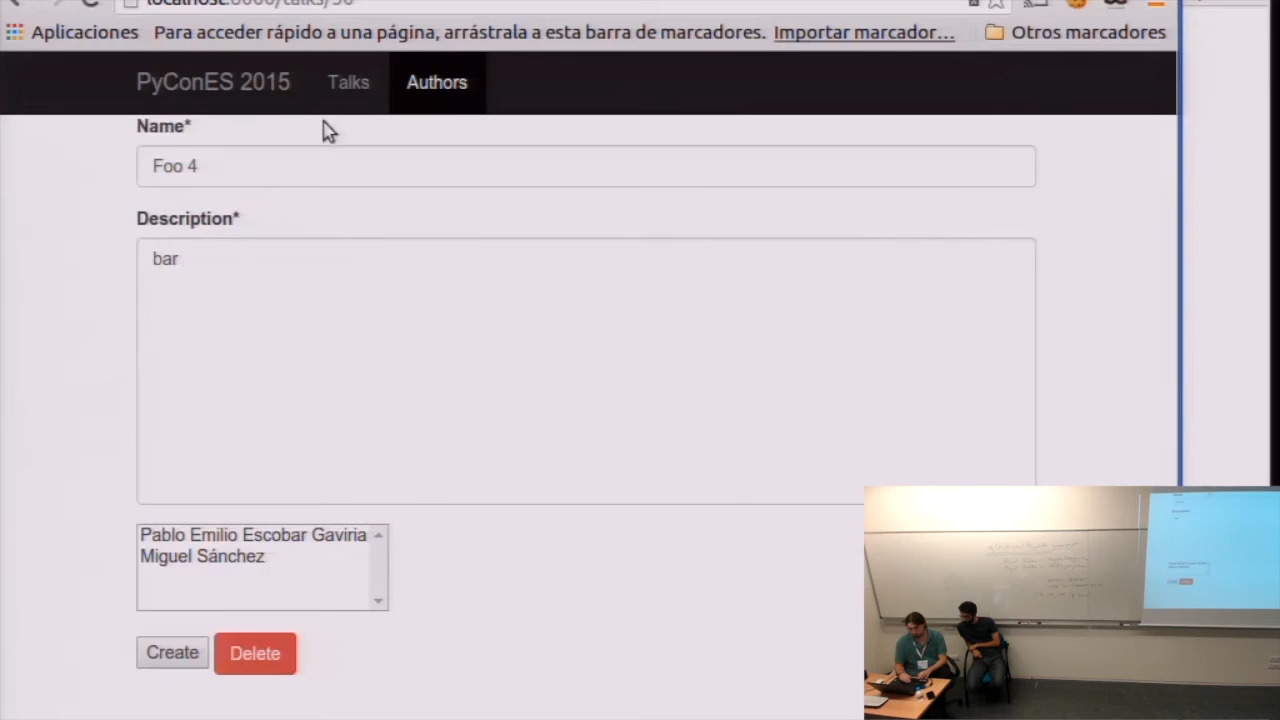 Aplicaciones Para acceder rápido a una página, arrástrala a esta barra de marcadores. Importar marcador... Otros marcadores
PyConES 2015 Talks Authors
Name*
Foo 4
Description*
bar
Pablo Emilio Escobar Gaviria
Miguel Sánchez
Create Delete